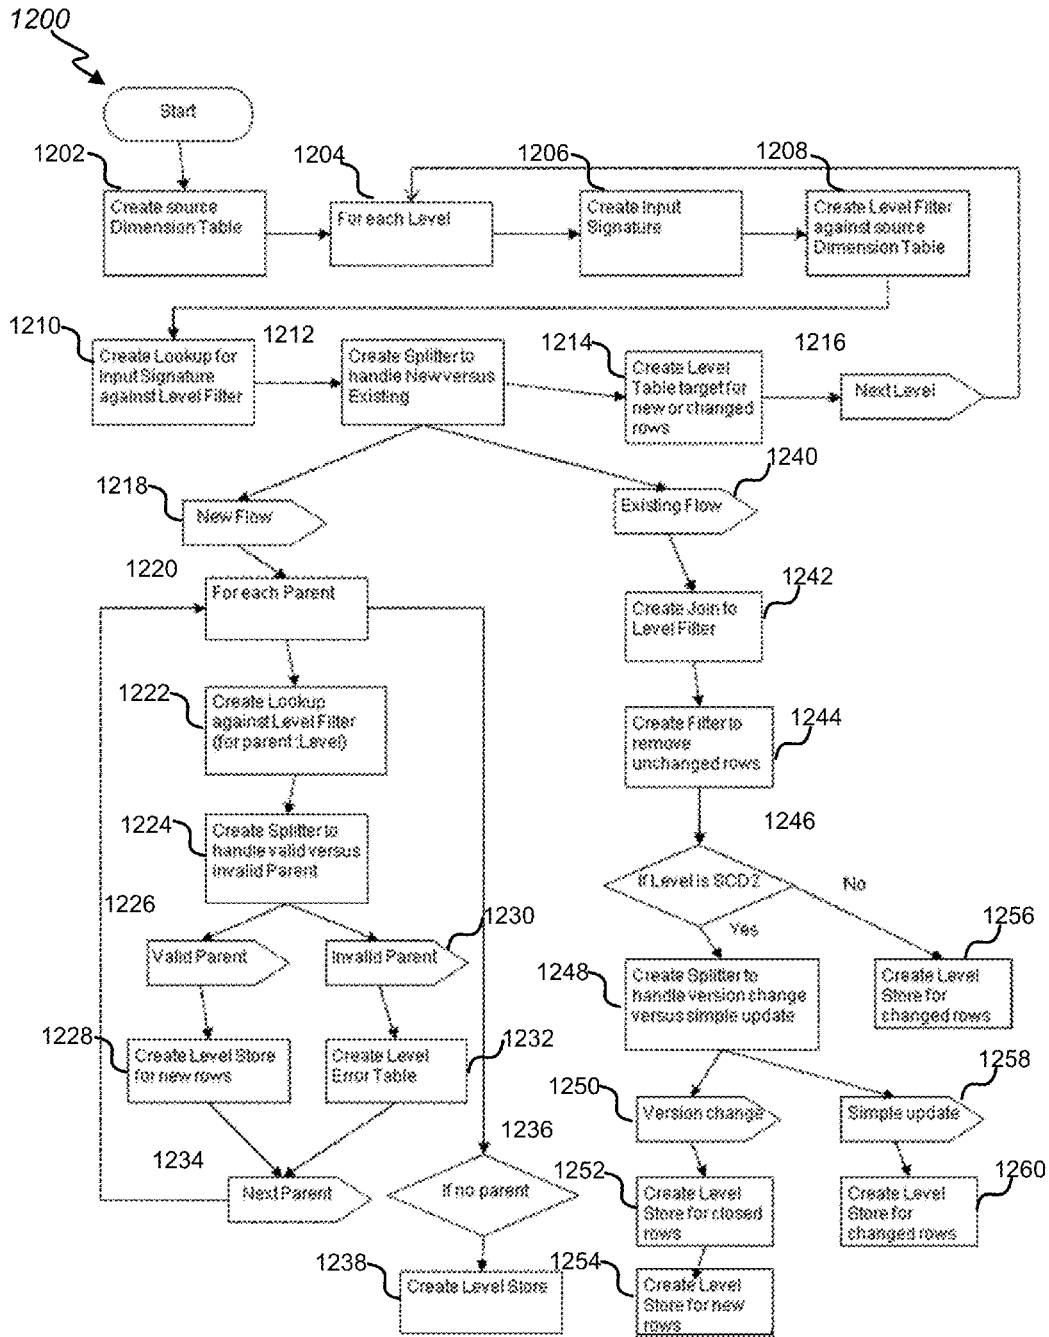 1200
Start
1202
1204
1206
1208
Create source
Dimension Table
For each Level
Create Input
Signature
Create Level Filter
against source
Dimension Table
1210
1212
1214
1216
Create Lookup for
Input Signature
against Level Filter
Create Splitter to
handle New versus
Existing
Create Level
Table target for
new or changed
rows
Next Level
1218
New Flow
1240
Existing Flow
1220
For each Parent
1242
Create Join to
Level Filter
1222
Create Lookup
against Level Filter
(for parent :Level)
1244
Create Filter to
remove
unchanged rows
1224
Create Splitter to
handle valid versus
invalid Parent
1246
If Level is SCD2
No
Yes
1226
Valid Parent
1230
Invalid Parent
1248
Create Splitter to
handle version change
versus simple update
1256
Create Level
Store for
changed rows
1228
Create Level Store
for new rows
1232
Create Level
Error Table
1250
Version change
1258
Simple update
1234
Next Parent
1236
If no parent
1252
Create Level
Store for closed
rows
1260
Create Level
Store for
changed rows
1238
Create Level Store
1254
Create Level
Store for new
rows